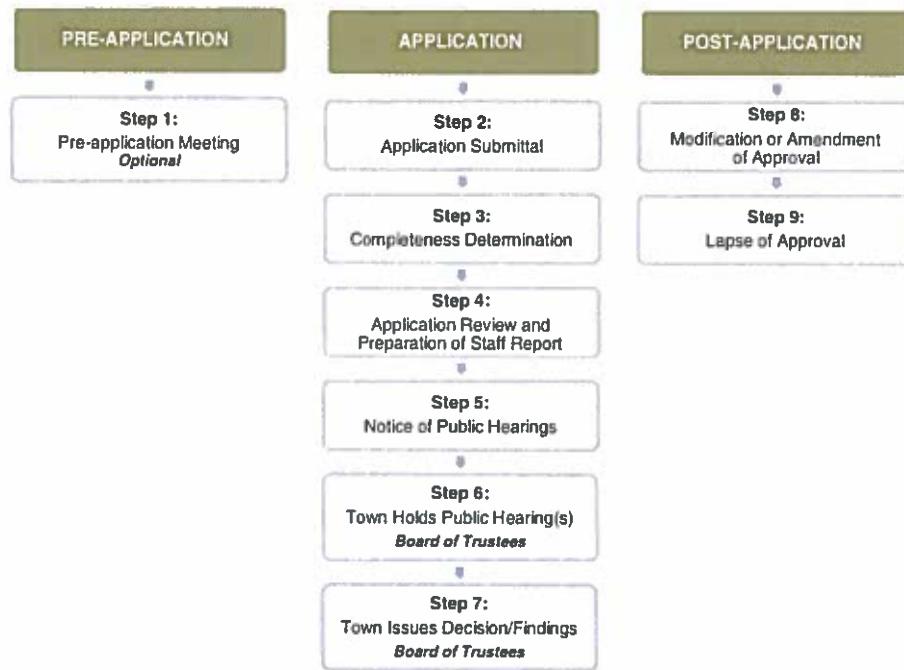 PRE-APPLICATION
Step 1:
Pre-application Meeting
Optional
APPLICATION
Step 2:
Application Submittal
Step 3:
Completeness Determination
Step 4:
Application Review and
Preparation of Staff Report
Step 5:
Notice of Public Hearings
Step 6:
Town Holds Public Hearing(s)
Board of Trustees
Step 7:
Town Issues Decision/Findings
Board of Trustees
POST-APPLICATION
Step 8:
Modification or Amendment
of Approval
Step 9:
Lapse of Approval